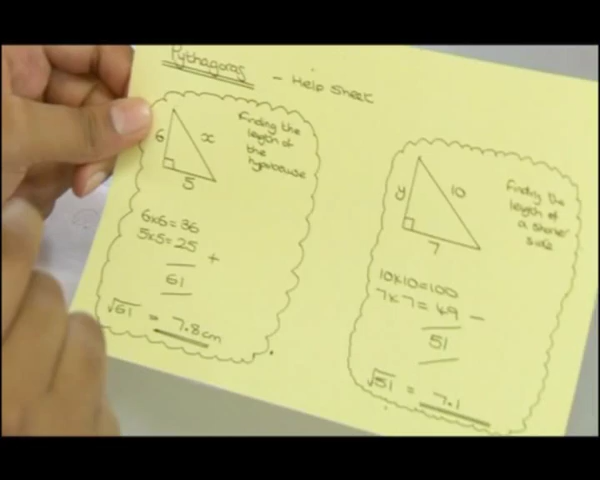 Pythagoras - Help Sheet
6
x
5
Finding the
length of
the
hypotenuse
6x6=36
5x5=25
+
61
√61 = 7.8cm
y
10
7
Finding the
length of
a shorter
side
10x10=100
7x7=49 -
51
√51 = 7.1